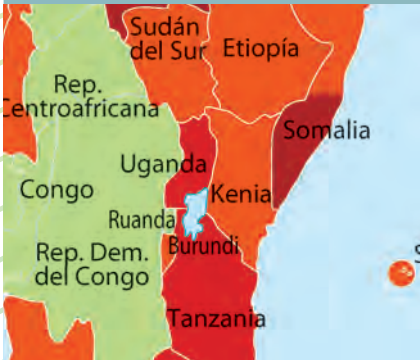 Sudán
del Sur
Etiopía
Rep.
Centroafricana
Somalia
Uganda
Congo
Kenia
Ruanda
Rep. Dem.
del Congo
Burundi
Tanzania
S